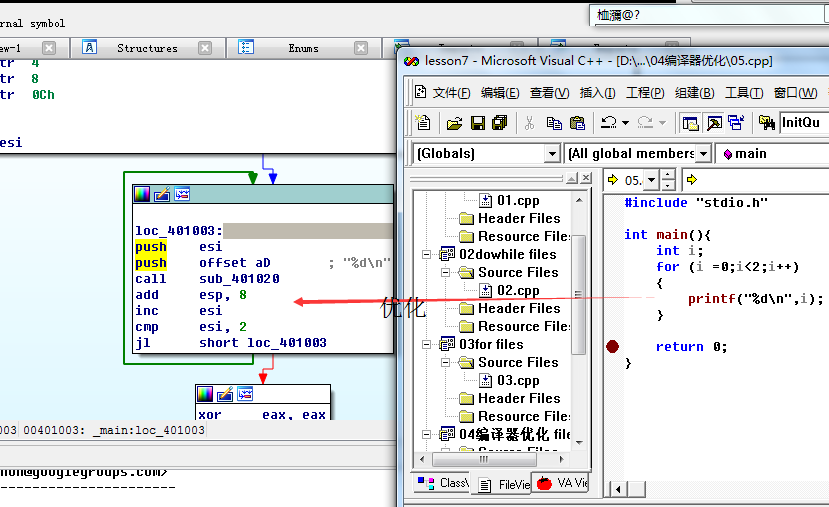 rnal symbol
ew-1
Structures
Enums
tr 4
tr 8
tr 0Ch
esi
loc_401003:
push esi
push offset aD ; "%d\n"
call sub_401020
add esp, 8
inc esi
cmp esi, 2
jl short loc_401003
xor eax, eax
003 00401003: _main:loc_401003
non@googlegroups.com>
------------------------
优化
桖灛@?
lesson7 - Microsoft Visual C++ - [D:\...\04编译器优化\05.cpp]
文件(F) 编辑(E) 查看(V) 插入(I) 工程(P) 组建(B) 工具(T) 窗口(W)
InitQu
(Globals)
(All global members
main
01.cpp
Header Files
Resource Files
02dowhile files
Source Files
02.cpp
Header Files
Resource Files
03for files
Source Files
03.cpp
Header Files
Resource Files
04编译器优化 file
ClassV
FileVie
VA Vie
05.
#include "stdio.h"
int main(){
int i;
for (i =0;i<2;i++)
{
printf("%d\n",i);
}
return 0;
}